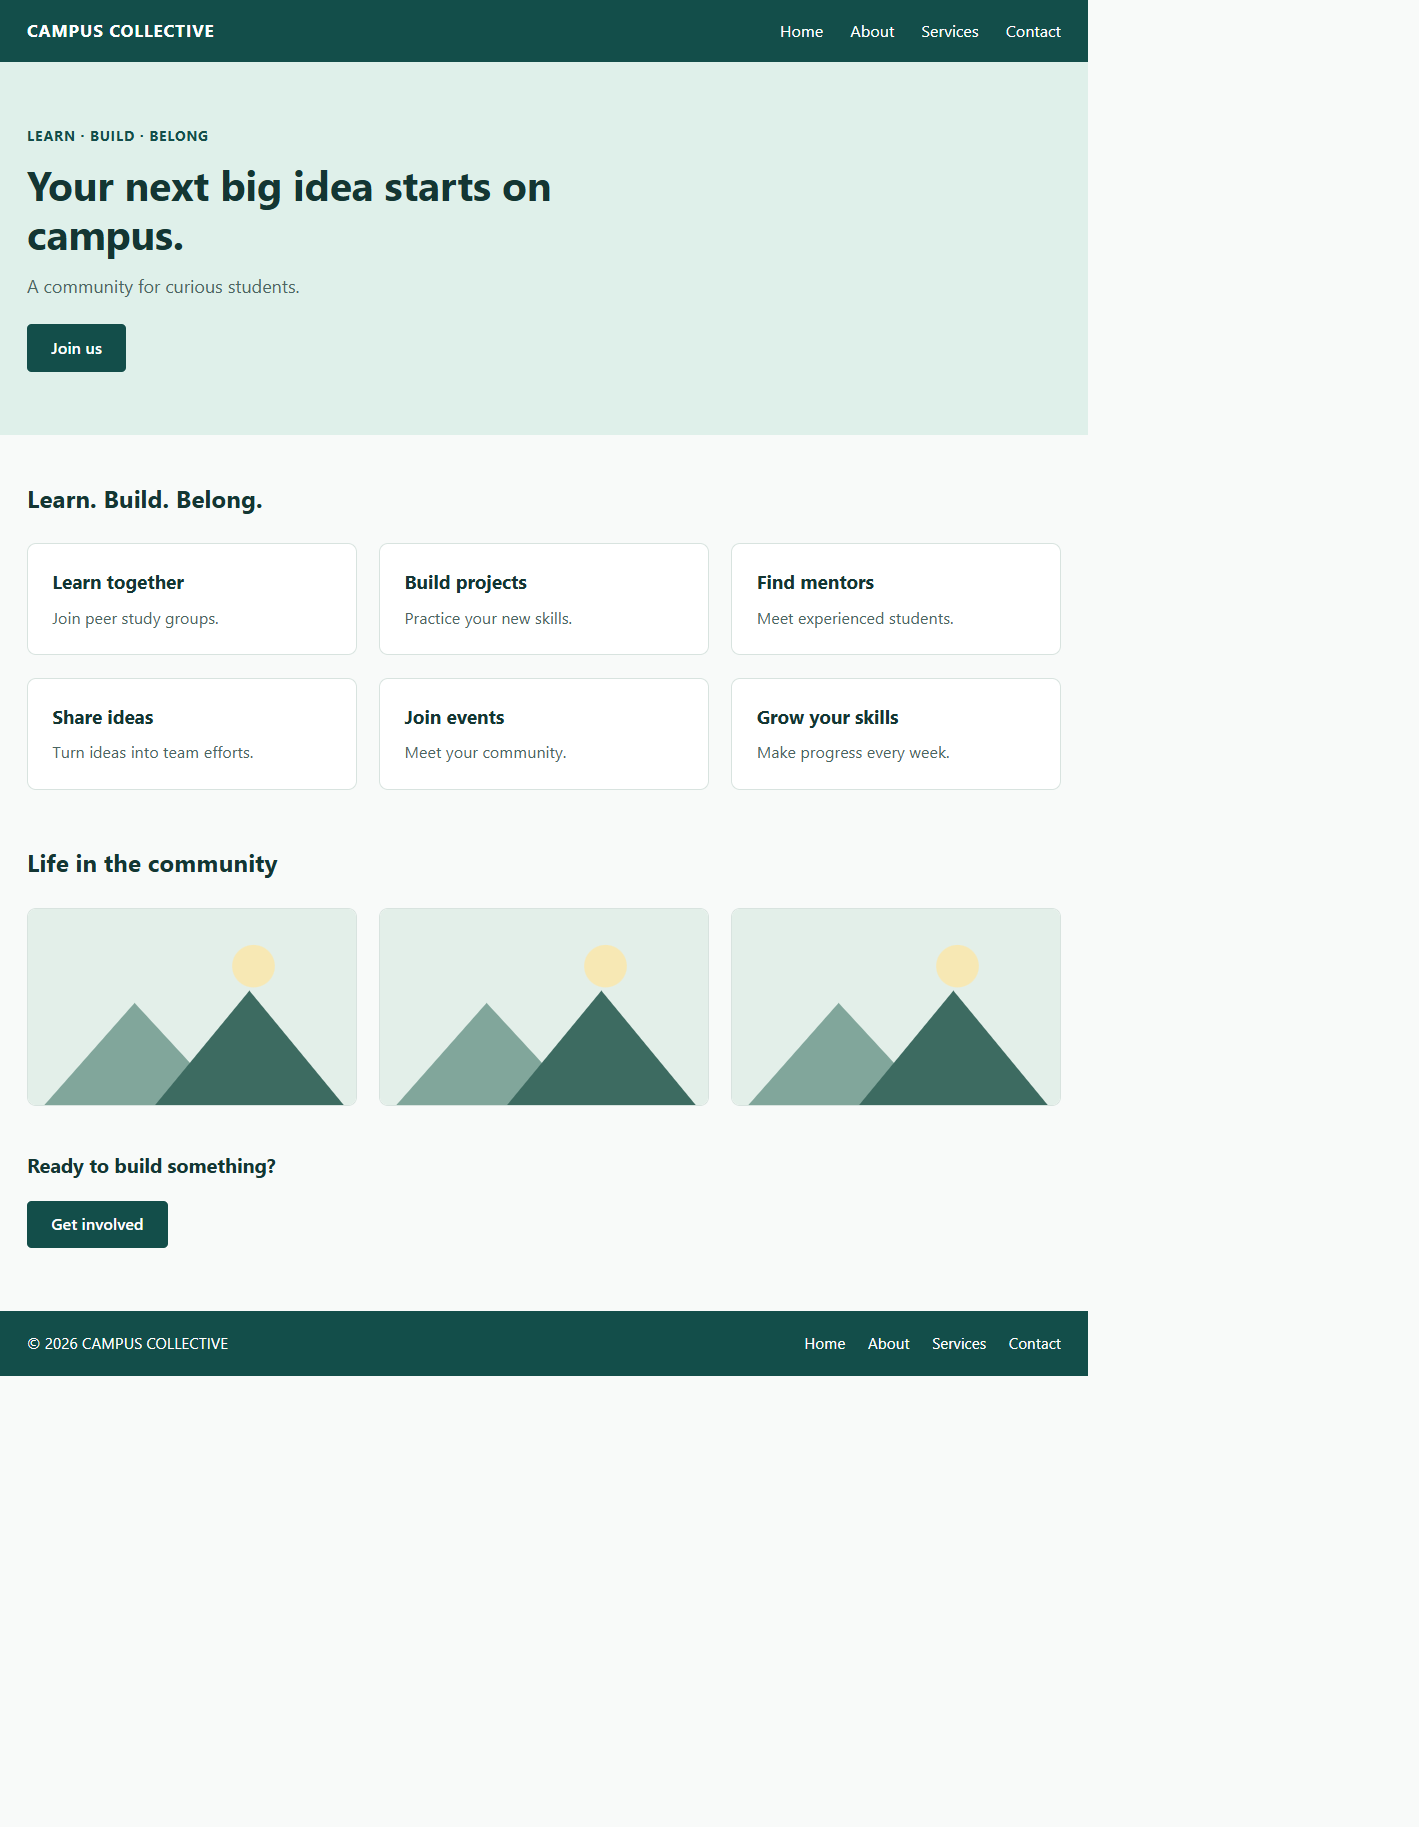 CAMPUS COLLECTIVE
Home About Services Contact
LEARN · BUILD · BELONG
Your next big idea starts on
campus.
A community for curious students.
Join us
Learn. Build. Belong.
Learn together
Join peer study groups.
Build projects
Practice your new skills.
Find mentors
Meet experienced students.
Share ideas
Turn ideas into team efforts.
Join events
Meet your community.
Grow your skills
Make progress every week.
Life in the community
Ready to build something?
Get involved
© 2026 CAMPUS COLLECTIVE
Home About Services Contact